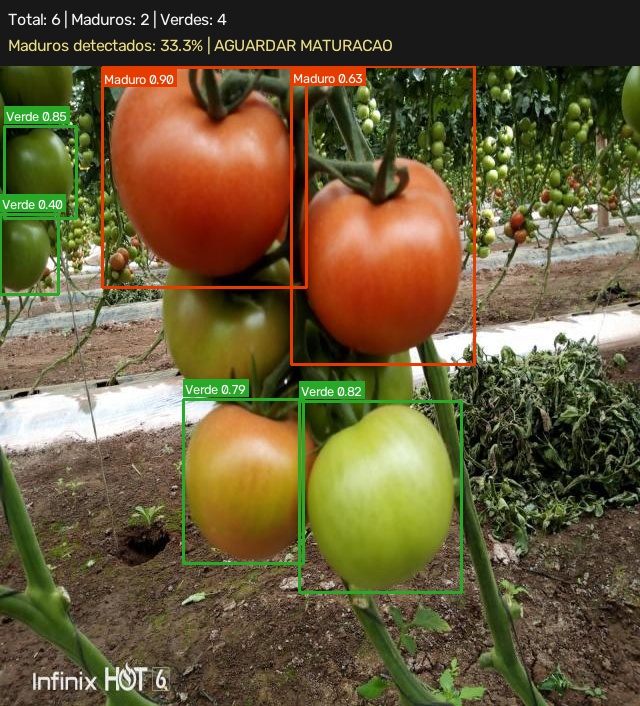 Total: 6 | Maduros: 2 | Verdes: 4
Maduros detectados: 33.3% | AGUARDAR MATURACAO
Maduro 0.90
Maduro 0.63
Verde 0.85
Verde 0.40
Verde 0.79
Verde 0.82
Infinix HOT 6